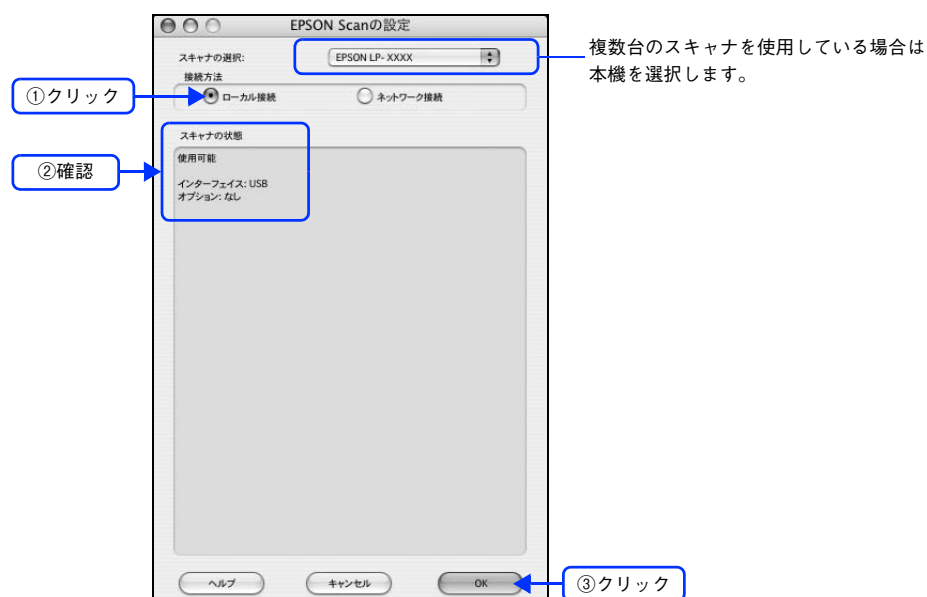 EPSON Scanの設定
スキャナの選択:
EPSON LP- XXXX
複数台のスキャナを使用している場合は
本機を選択します。
接続方法
①クリック
ローカル接続
ネットワーク接続
スキャナの状態
②確認
使用可能
インターフェイス: USB
オプション: なし
ヘルプ
キャンセル
OK
③クリック